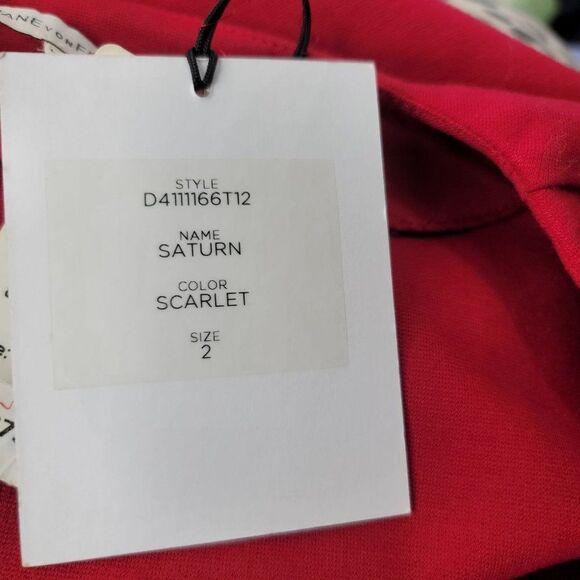 STYLE
D4111166T12
NAME
SATURN
COLOR
SCARLET
SIZE
2